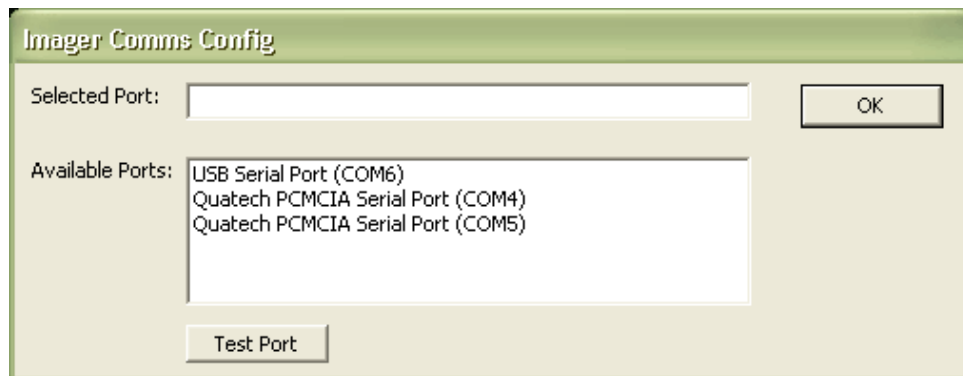 Imager Comms Config
Selected Port:
OK
Available Ports:
USB Serial Port (COM6)
Quatech PCMCIA Serial Port (COM4)
Quatech PCMCIA Serial Port (COM5)
Test Port